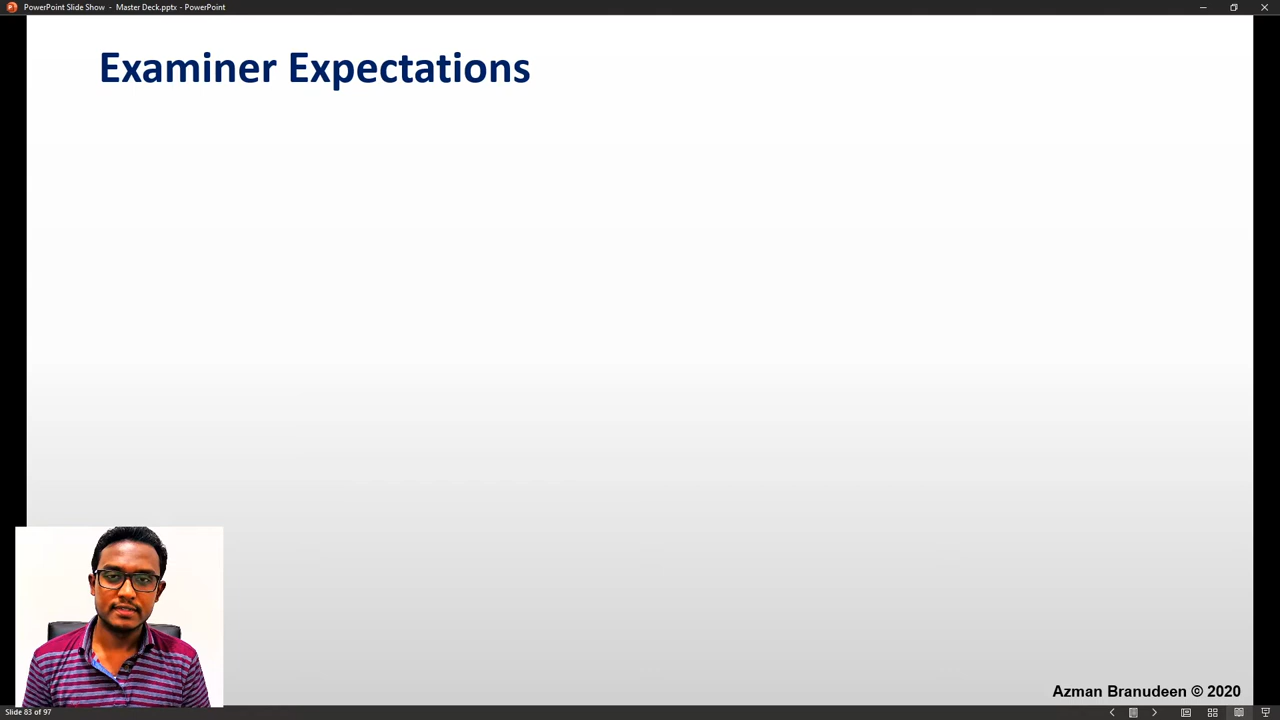 PowerPoint Slide Show - Master Deck.pptx - PowerPoint
Examiner Expectations
Azman Branudeen © 2020
Slide 83 of 97